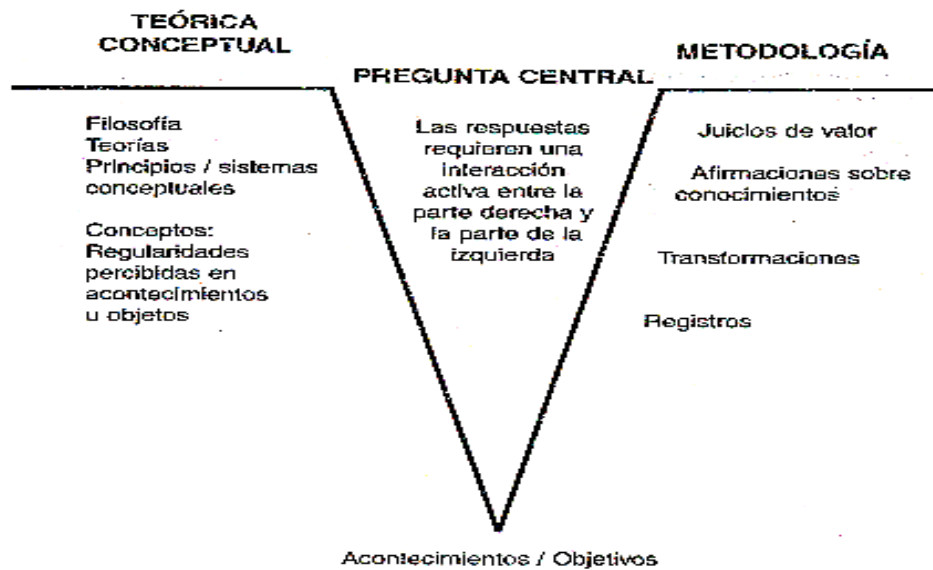 TEÓRICA
CONCEPTUAL
Filosofía
Teorías
Principios / sistemas
conceptuales
Conceptos:
Regularidades
percibidas en
acontecimientos
u objetos
PREGUNTA CENTRAL
Las respuestas
requieren una
interacción
activa entre la
parte derecha y
la parte de la
izquierda
METODOLOGÍA
Juicios de valor
Afirmaciones sobre
conocimientos
Transformaciones
Registros
Acontecimientos / Objetivos